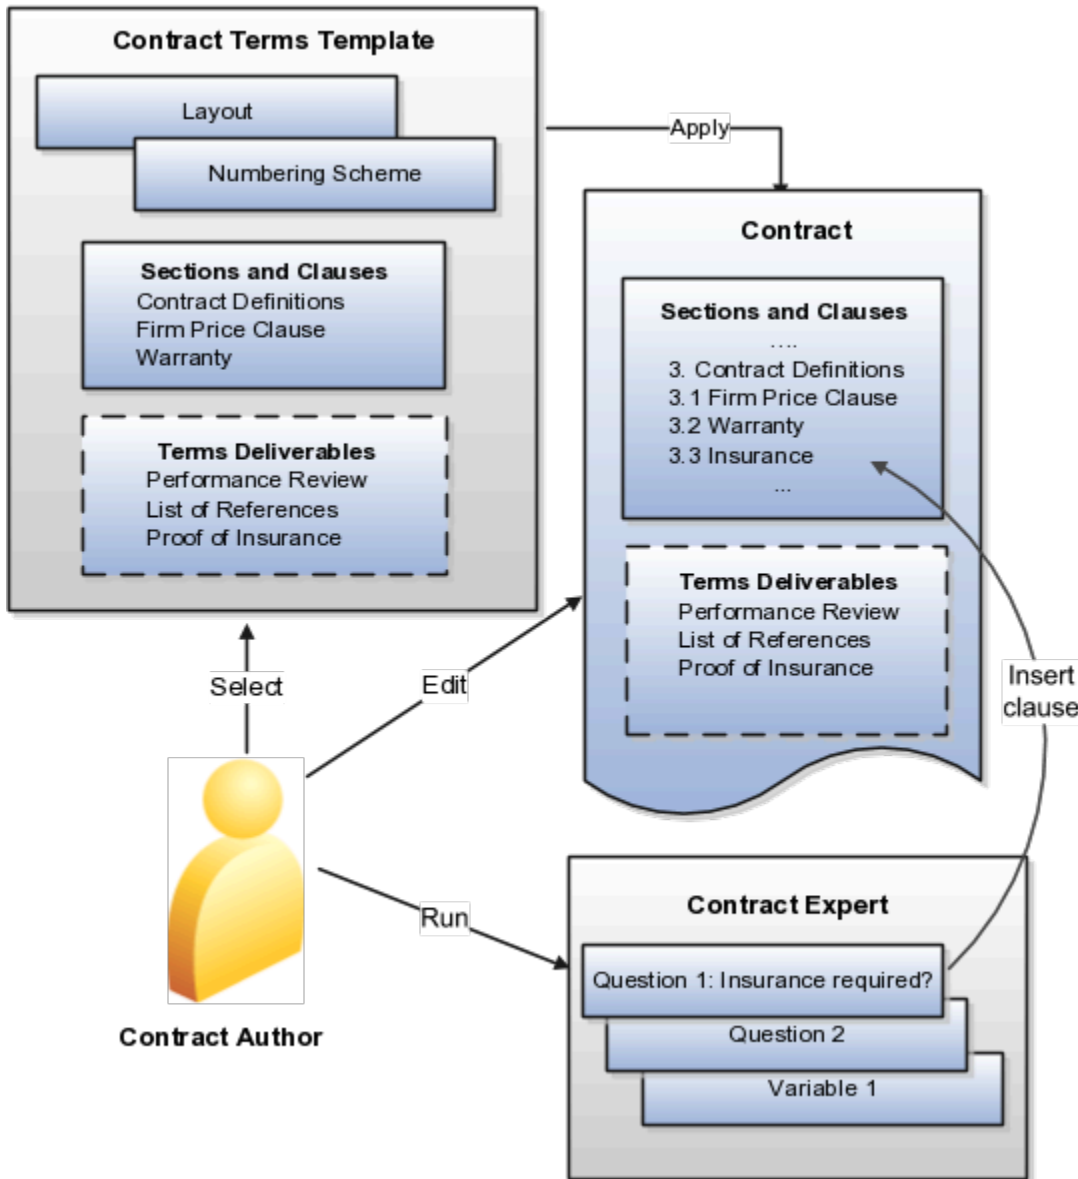 Contract Terms Template
Layout
Numbering Scheme
Sections and Clauses
Contract Definitions
Firm Price Clause
Warranty
Terms Deliverables
Performance Review
List of References
Proof of Insurance
Apply
Contract
Sections and Clauses
....
3. Contract Definitions
3.1 Firm Price Clause
3.2 Warranty
3.3 Insurance
...
Terms Deliverables
Performance Review
List of References
Proof of Insurance
Select
Edit
Insert
clause
Run
Contract Author
Contract Expert
Question 1: Insurance required?
Question 2
Variable 1